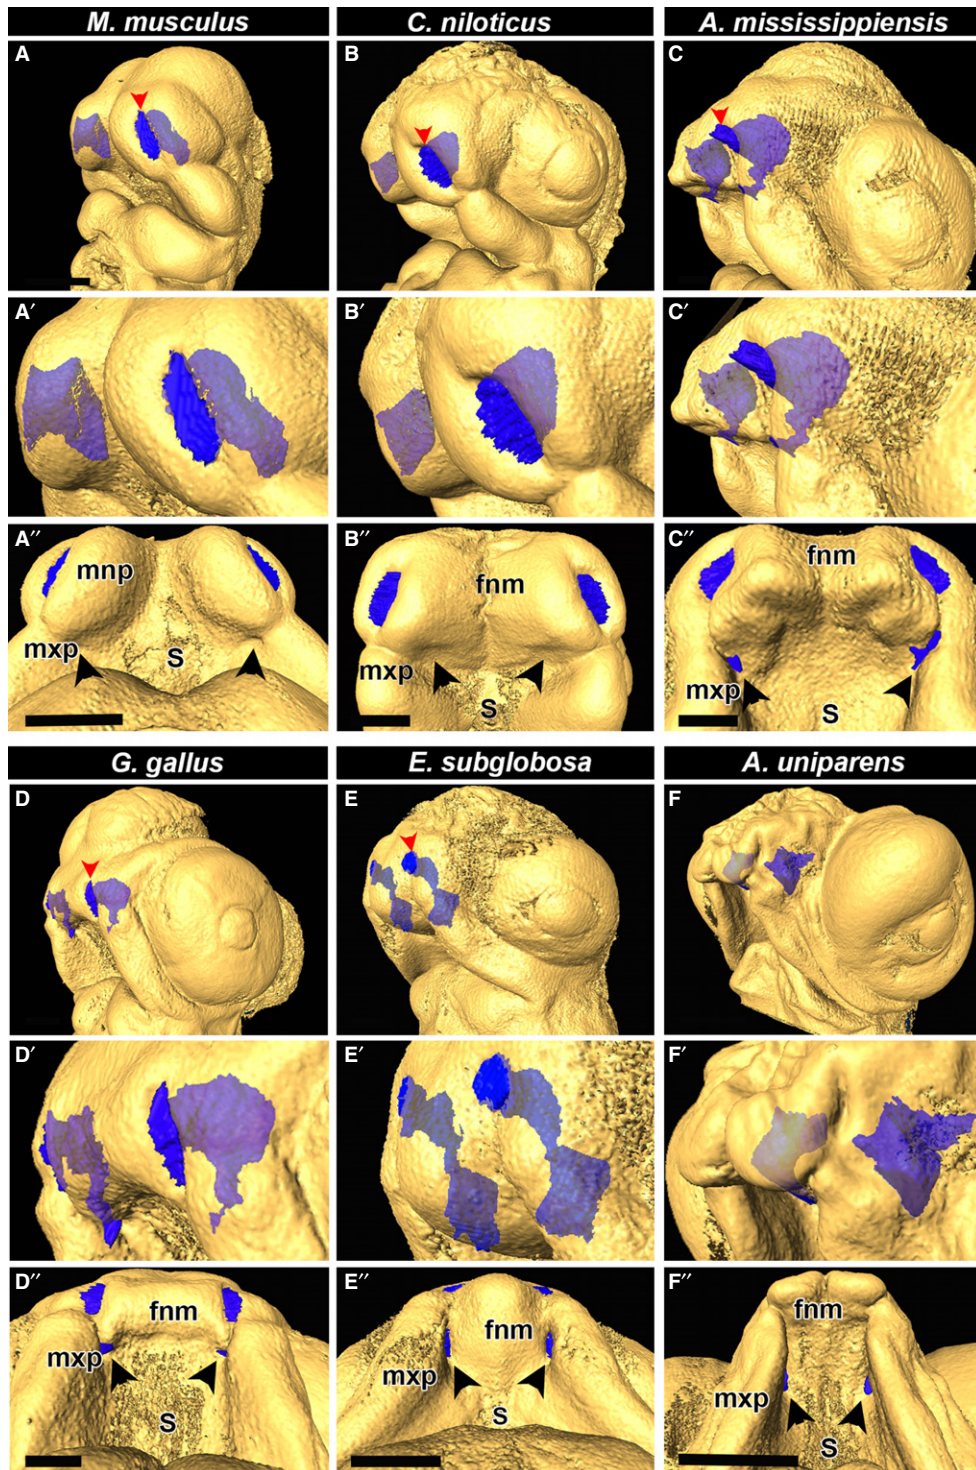 M. musculus C. niloticus A. mississippiensis
A B C
A′ B′ C′
A″ B″ C″
mnp fnm fnm
mxp S mxp S mxp S
G. gallus E. subglobosa A. uniparens
D E F
D′ E′ F′
D″ E″ F″
fnm fnm fnm
mxp S mxp S mxp S